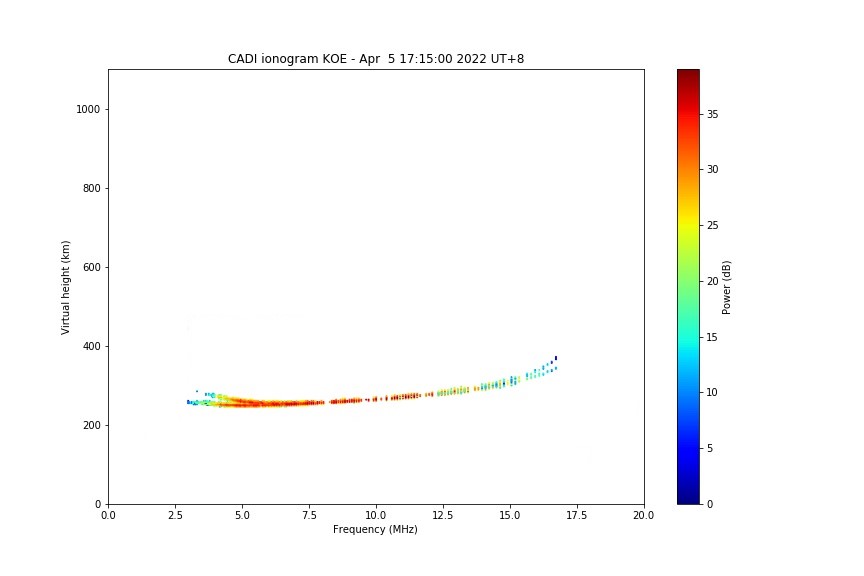 CADI ionogram KOE - Apr  5 17:15:00 2022 UT+8
1000
800
600
400
200
0
Virtual height (km)
0.0 2.5 5.0 7.5 10.0 12.5 15.0 17.5 20.0
Frequency (MHz)
35
30
25
20
15
10
5
0
Power (dB)